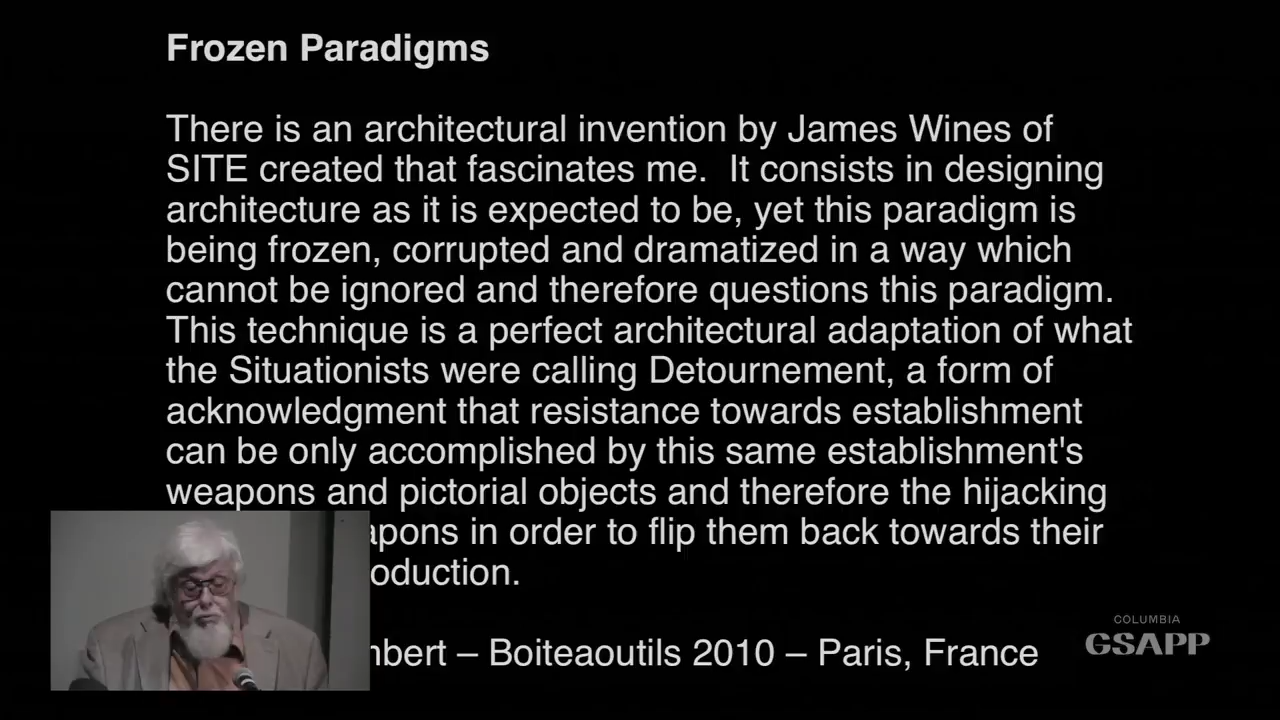 Frozen Paradigms
There is an architectural invention by James Wines of
SITE created that fascinates me.  It consists in designing
architecture as it is expected to be, yet this paradigm is
being frozen, corrupted and dramatized in a way which
cannot be ignored and therefore questions this paradigm.
This technique is a perfect architectural adaptation of what
the Situationists were calling Detournement, a form of
acknowledgment that resistance towards establishment
can be only accomplished by this same establishment's
weapons and pictorial objects and therefore the hijacking
apons in order to flip them back towards their
oduction.
mbert – Boiteaoutils 2010 – Paris, France
COLUMBIA
GSAPP